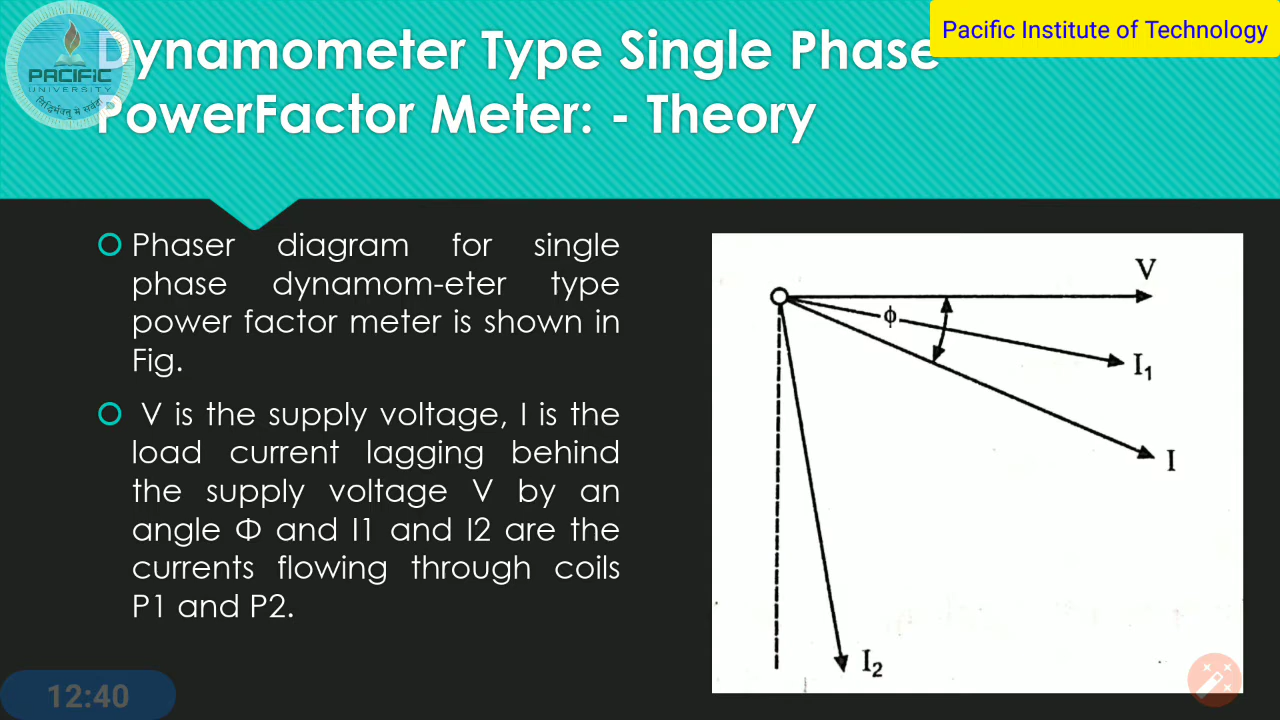 Pacific Institute of Technology
Dynamometer Type Single Phase
PowerFactor Meter: - Theory
PACIFIC
UNIVERSITY
Phaser diagram for single
phase dynamom-eter type
power factor meter is shown in
Fig.
V is the supply voltage, I is the
load current lagging behind
the supply voltage V by an
angle Φ and I1 and I2 are the
currents flowing through coils
P1 and P2.
V
ϕ
I₁
I
I₂
12:40